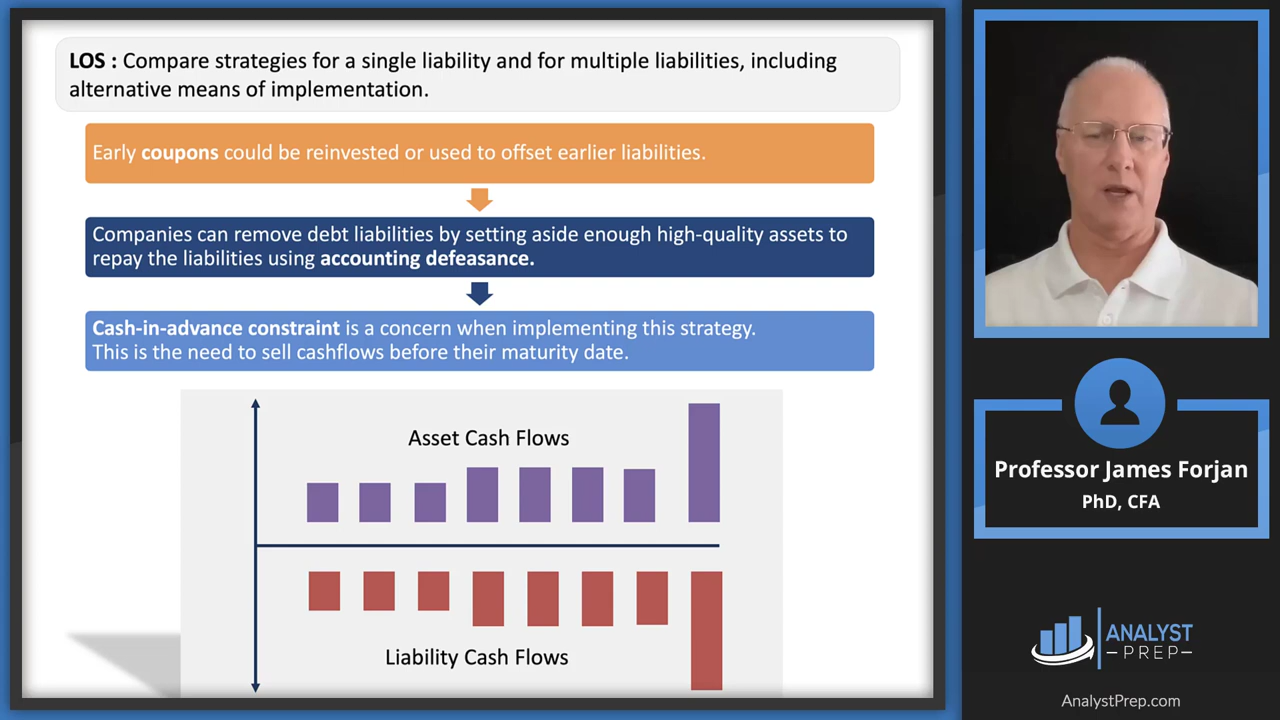 LOS : Compare strategies for a single liability and for multiple liabilities, including
alternative means of implementation.
Early coupons could be reinvested or used to offset earlier liabilities.
Companies can remove debt liabilities by setting aside enough high-quality assets to
repay the liabilities using accounting defeasance.
Cash-in-advance constraint is a concern when implementing this strategy.
This is the need to sell cashflows before their maturity date.
Asset Cash Flows
Liability Cash Flows
Professor James Forjan
PhD, CFA
ANALYST
—PREP—
AnalystPrep.com